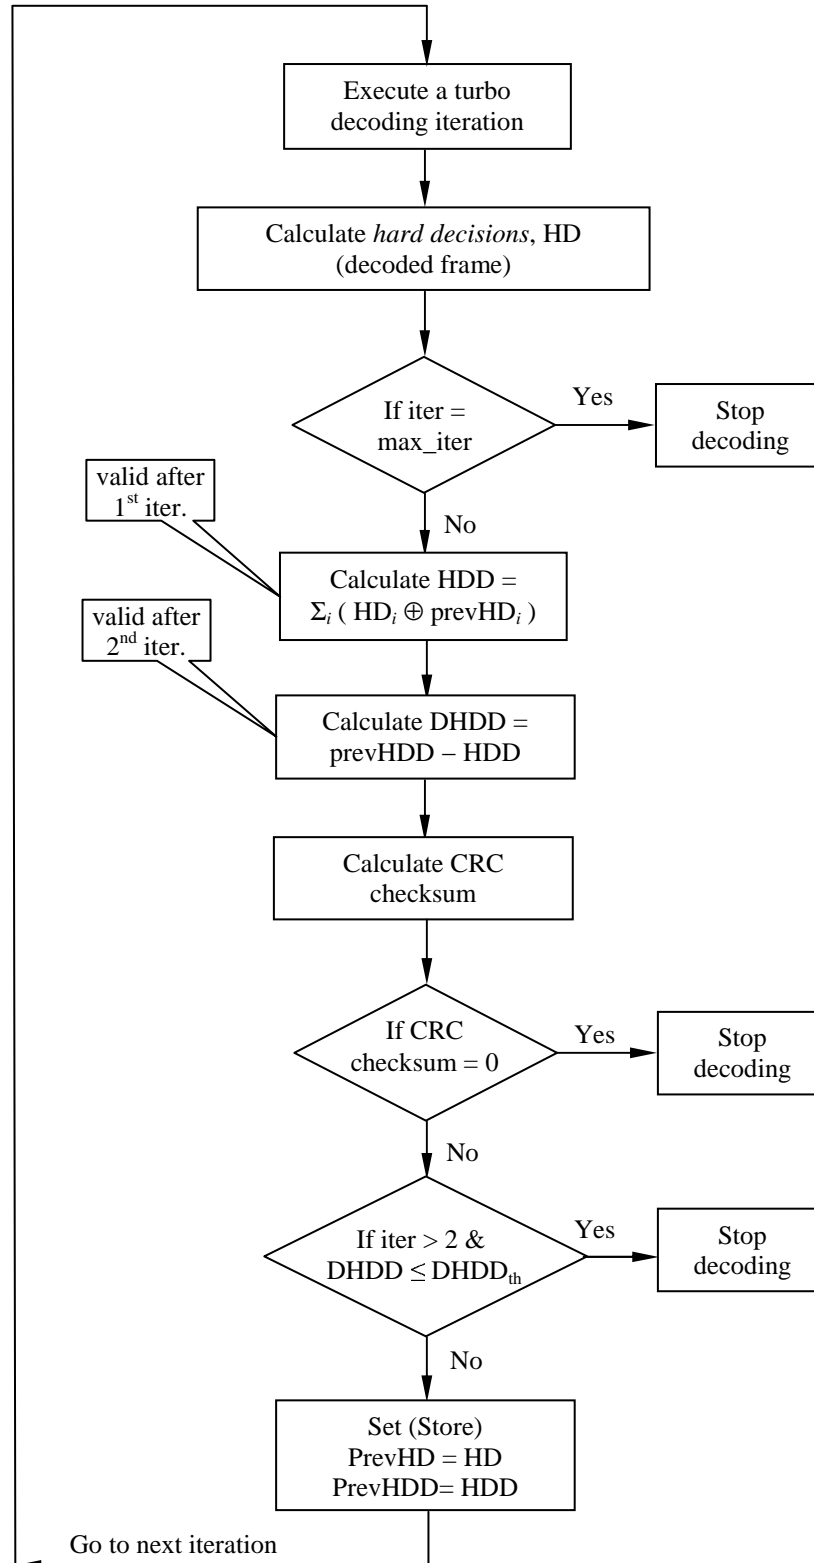 Execute a turbo
decoding iteration
Calculate hard decisions, HD
(decoded frame)
If iter =
max_iter
Yes
Stop
decoding
valid after
1st iter.
No
Calculate HDD =
Σi ( HDi ⊕ prevHDi )
valid after
2nd iter.
Calculate DHDD =
prevHDD – HDD
Calculate CRC
checksum
If CRC
checksum = 0
Yes
Stop
decoding
No
If iter > 2 &
DHDD ≤ DHDDth
Yes
Stop
decoding
No
Set (Store)
PrevHD = HD
PrevHDD= HDD
Go to next iteration